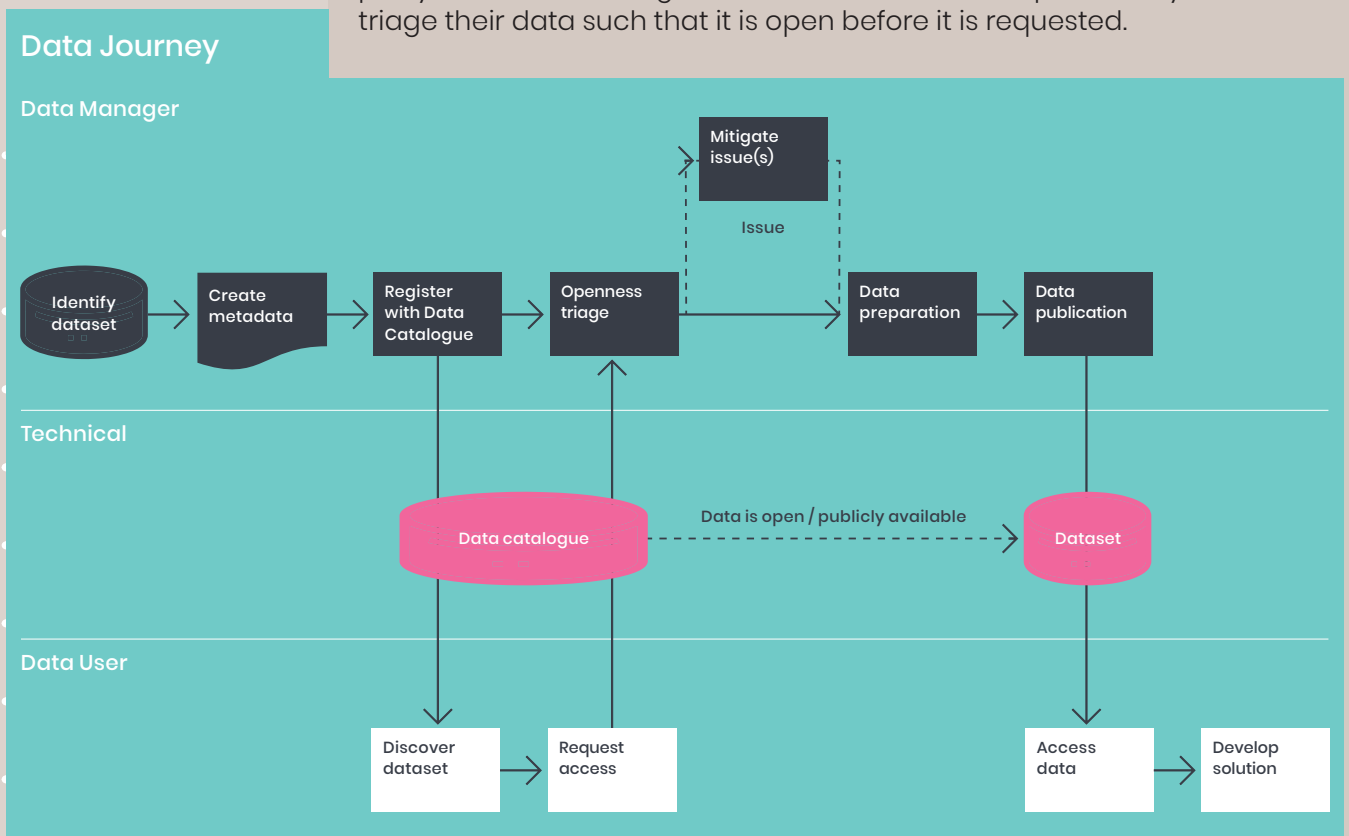 triage their data such that it is open before it is requested.
Data Journey
Data Manager
Mitigate
issue(s)
Issue
Identify
dataset
Create
metadata
Register
with Data
Catalogue
Openness
triage
Data
preparation
Data
publication
Technical
Data catalogue
Data is open / publicly available
Dataset
Data User
Discover
dataset
Request
access
Access
data
Develop
solution